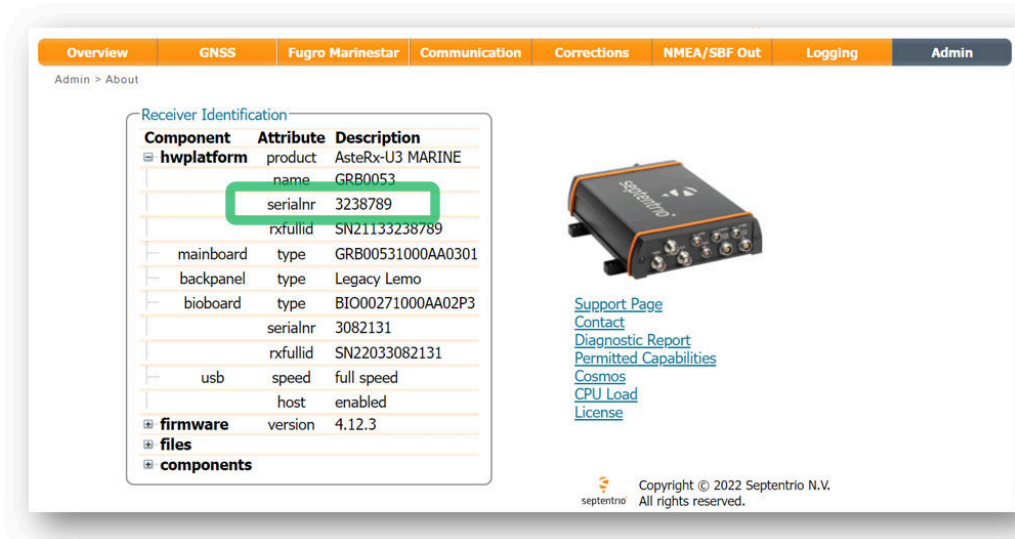 Overview GNSS Fugro Marinestar Communication Corrections NMEA/SBF Out Logging Admin
Admin > About
Receiver Identification
Component Attribute Description
hwplatform product AsteRx-U3 MARINE
name GRB0053
serialnr 3238789
rxfullid SN21133238789
mainboard type GRB00531000AA0301
backpanel type Legacy Lemo
bioboard type BIO00271000AA02P3
serialnr 3082131
rxfullid SN22033082131
usb speed full speed
host enabled
firmware version 4.12.3
files
components
septentrio
Support Page
Contact
Diagnostic Report
Permitted Capabilities
Cosmos
CPU Load
License
septentrio
Copyright © 2022 Septentrio N.V.
All rights reserved.